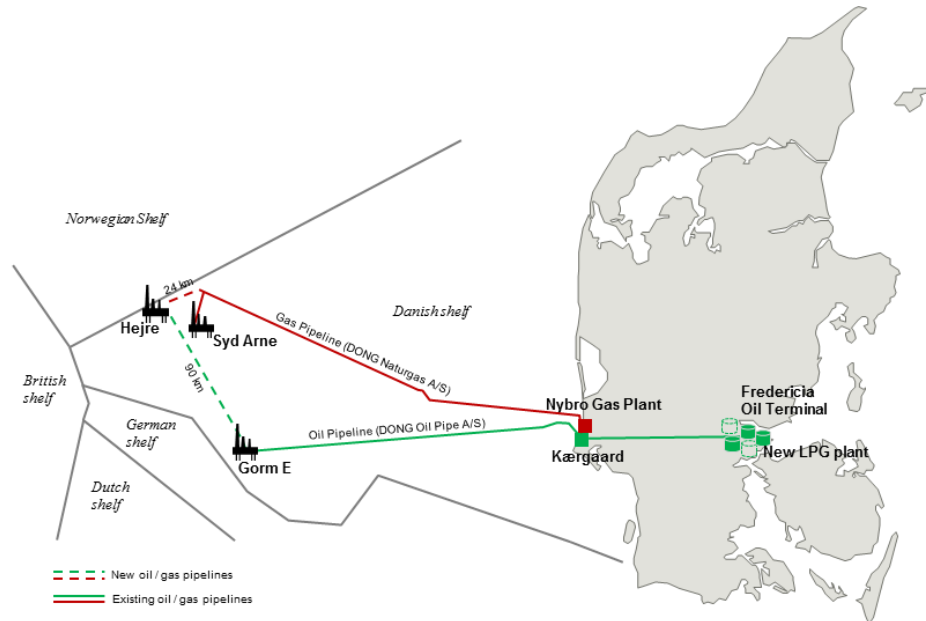 Norwegian Shelf
24 km
Hejre
Syd Arne
Danish shelf
Gas Pipeline (DONG Naturgas A/S)
90 km
British
shelf
German
shelf
Dutch
shelf
Gorm E
Oil Pipeline (DONG Oil Pipe A/S)
Nybro Gas Plant
Kærgaard
Fredericia
Oil Terminal
New LPG plant
New oil / gas pipelines
Existing oil / gas pipelines